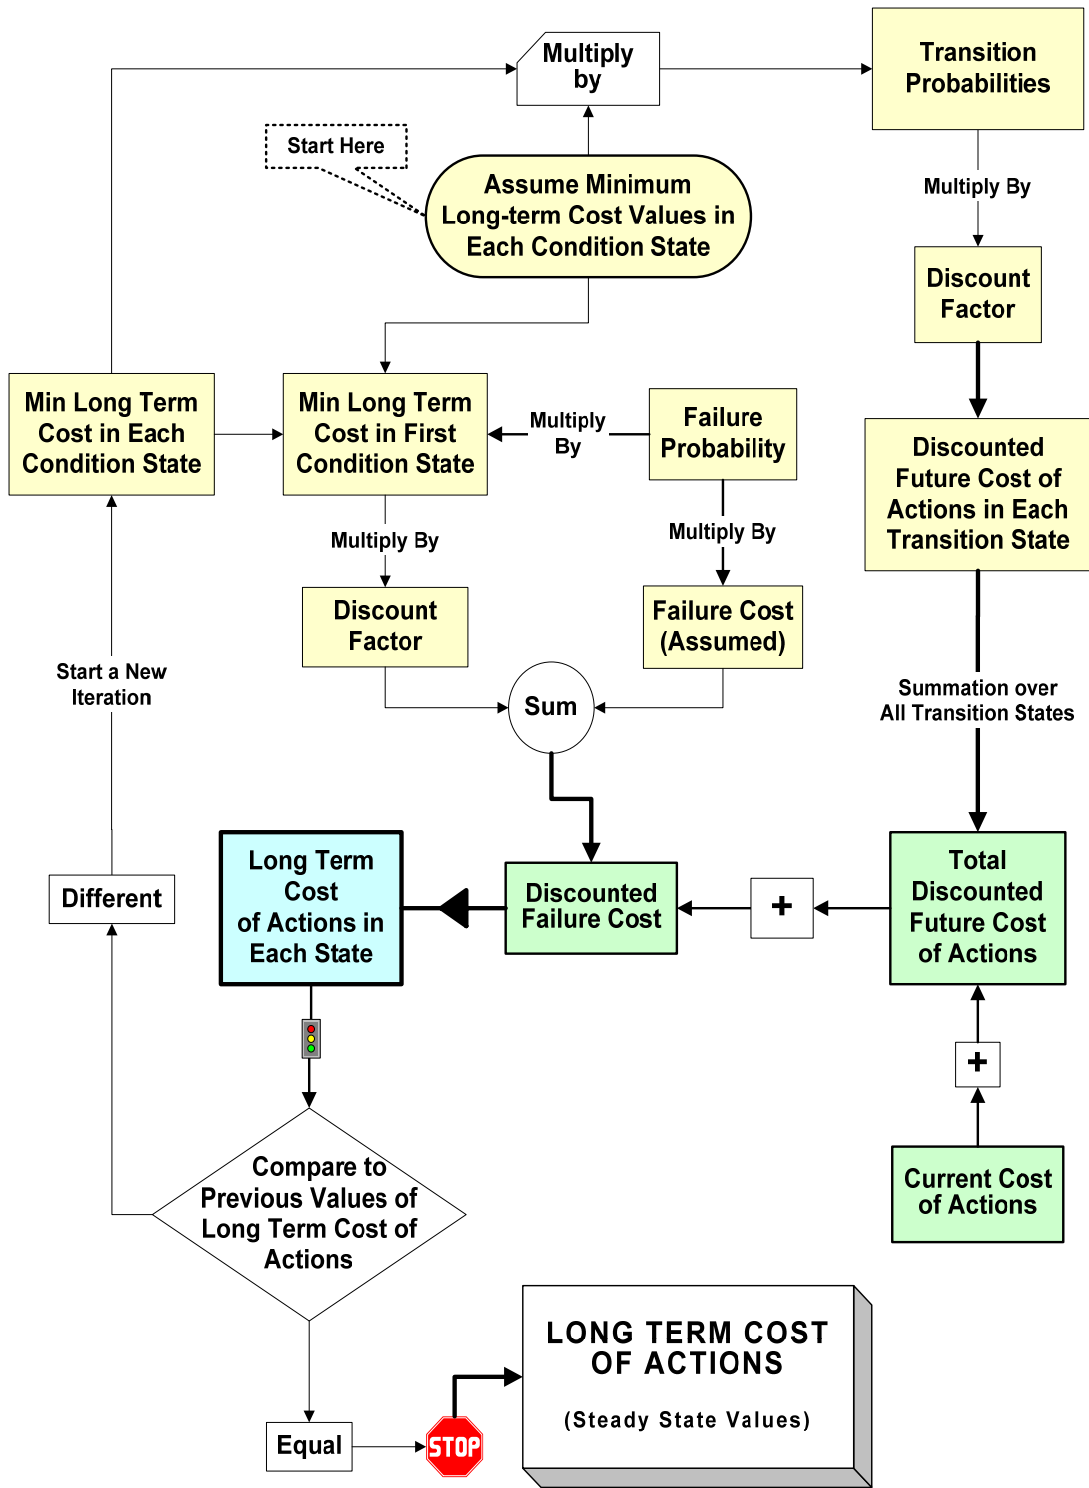 Multiply
by
Transition
Probabilities
Start Here
Assume Minimum
Long-term Cost Values in
Each Condition State
Multiply By
Discount
Factor
Min Long Term
Cost in Each
Condition State
Min Long Term
Cost in First
Condition State
Multiply
By
Failure
Probability
Discounted
Future Cost of
Actions in Each
Transition State
Multiply By
Multiply By
Discount
Factor
Failure Cost
(Assumed)
Start a New
Iteration
Sum
Summation over
All Transition States
Long Term
Cost
of Actions in
Each State
Discounted
Failure Cost
+
Total
Discounted
Future Cost
of Actions
Different
+
Compare to
Previous Values of
Long Term Cost of
Actions
Current Cost
of Actions
LONG TERM COST
OF ACTIONS
(Steady State Values)
Equal
STOP